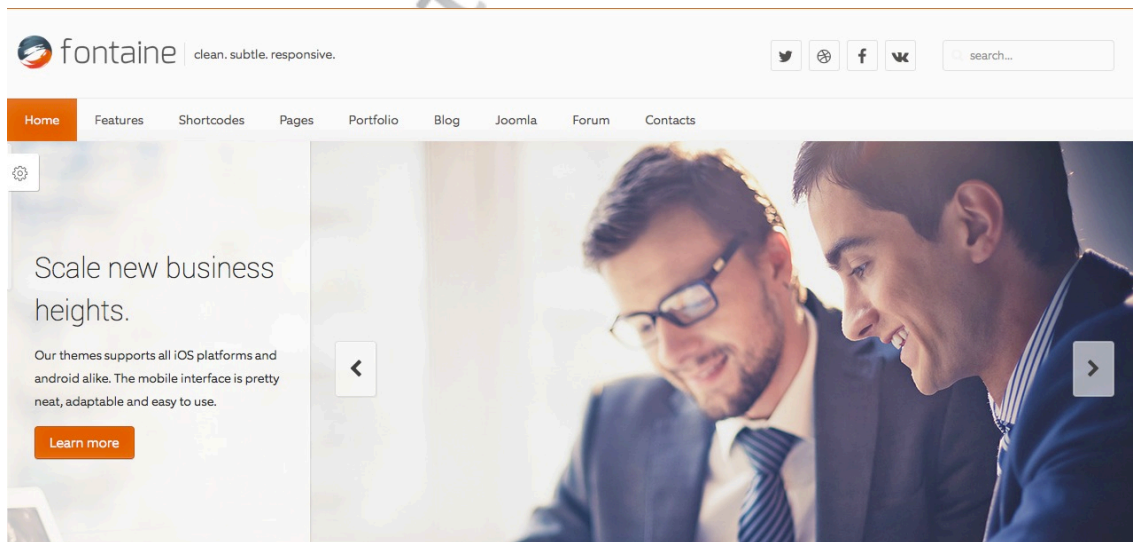 fontaine
clean. subtle. responsive.
search...
Home Features Shortcodes Pages Portfolio Blog Joomla Forum Contacts
Scale new business
heights.
Our themes supports all iOS platforms and
android alike. The mobile interface is pretty
neat, adaptable and easy to use.
Learn more